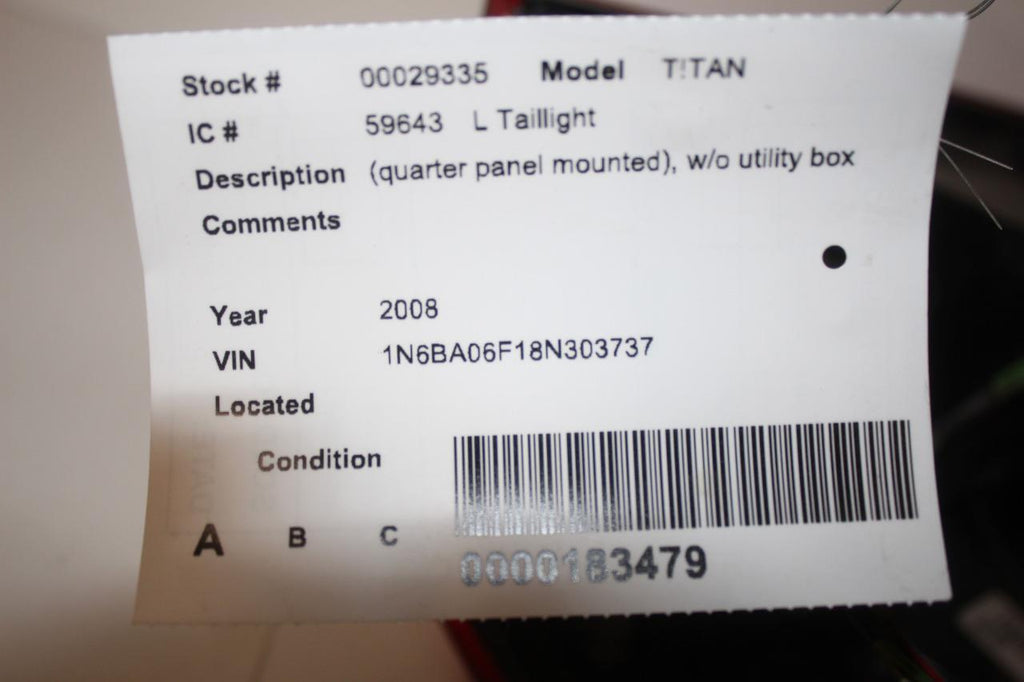 Stock # 00029335 Model T!TAN
IC # 59643 L Taillight
Description (quarter panel mounted), w/o utility box
Comments
Year 2008
VIN 1N6BA06F18N303737
Located
Condition
A B C
0000183479